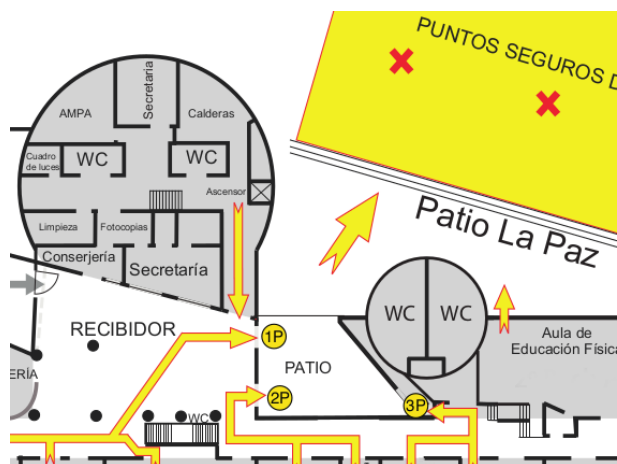 PUNTOS SEGUROS D
Secretaria
AMPA
Calderas
Cuadro
de luces
WC
WC
Ascensor
Patio La Paz
Limpieza
Fotocopias
Conserjería
Secretaría
WC
WC
RECIBIDOR
1P
Aula de
Educación Física
ERÍA
PATIO
2P
3P
WC